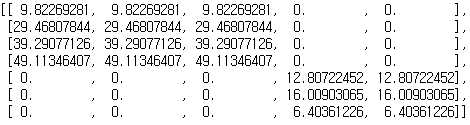 [[ 9.82269281,  9.82269281,  9.82269281,  0.        ,  0.        ],
 [29.46807844, 29.46807844, 29.46807844,  0.        ,  0.        ],
 [39.29077126, 39.29077126, 39.29077126,  0.        ,  0.        ],
 [49.11346407, 49.11346407, 49.11346407,  0.        ,  0.        ],
 [ 0.        ,  0.        ,  0.        , 12.80722452, 12.80722452],
 [ 0.        ,  0.        ,  0.        , 16.00903065, 16.00903065],
 [ 0.        ,  0.        ,  0.        ,  6.40361226,  6.40361226]]